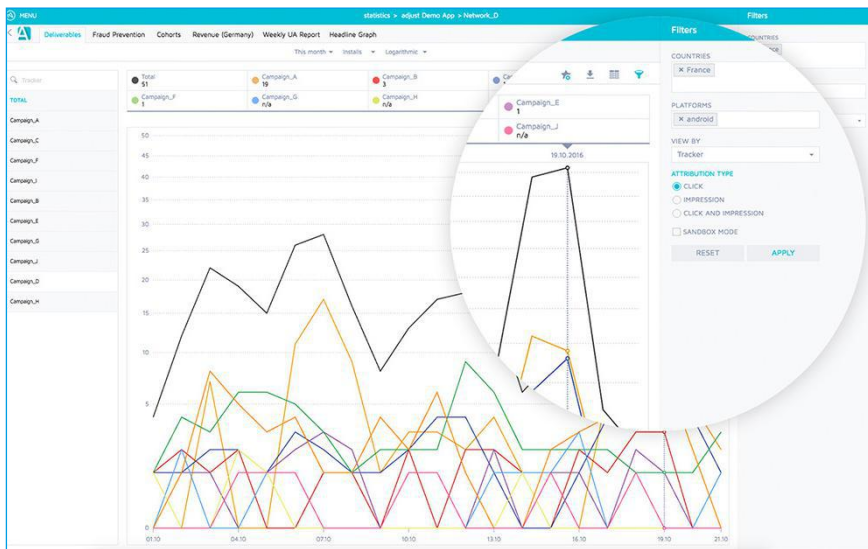 MENU
statistics > adjust Demo App > Network_D
Filters
Deliverables Fraud Prevention Cohorts Revenue (Germany) Weekly UA Report Headline Graph
This month Installs Logarithmic
Tracker
TOTAL
Campaign_A
Campaign_C
Campaign_F
Campaign_I
Campaign_B
Campaign_E
Campaign_G
Campaign_J
Campaign_D
Campaign_H
Total
51
Campaign_A
19
Campaign_B
3
Campaign_F
1
Campaign_G
n/a
Campaign_H
n/a
50
45
40
35
30
25
20
15
10
5
0
01.10 04.10 07.10 10.10 13.10 16.10 19.10 21.10
Campaign_E
1
Campaign_J
n/a
19.10.2016
Filters
COUNTRIES
× France
PLATFORMS
× android
VIEW BY
Tracker
ATTRIBUTION TYPE
CLICK
IMPRESSION
CLICK AND IMPRESSION
SANDBOX MODE
RESET APPLY
COUNTRIES